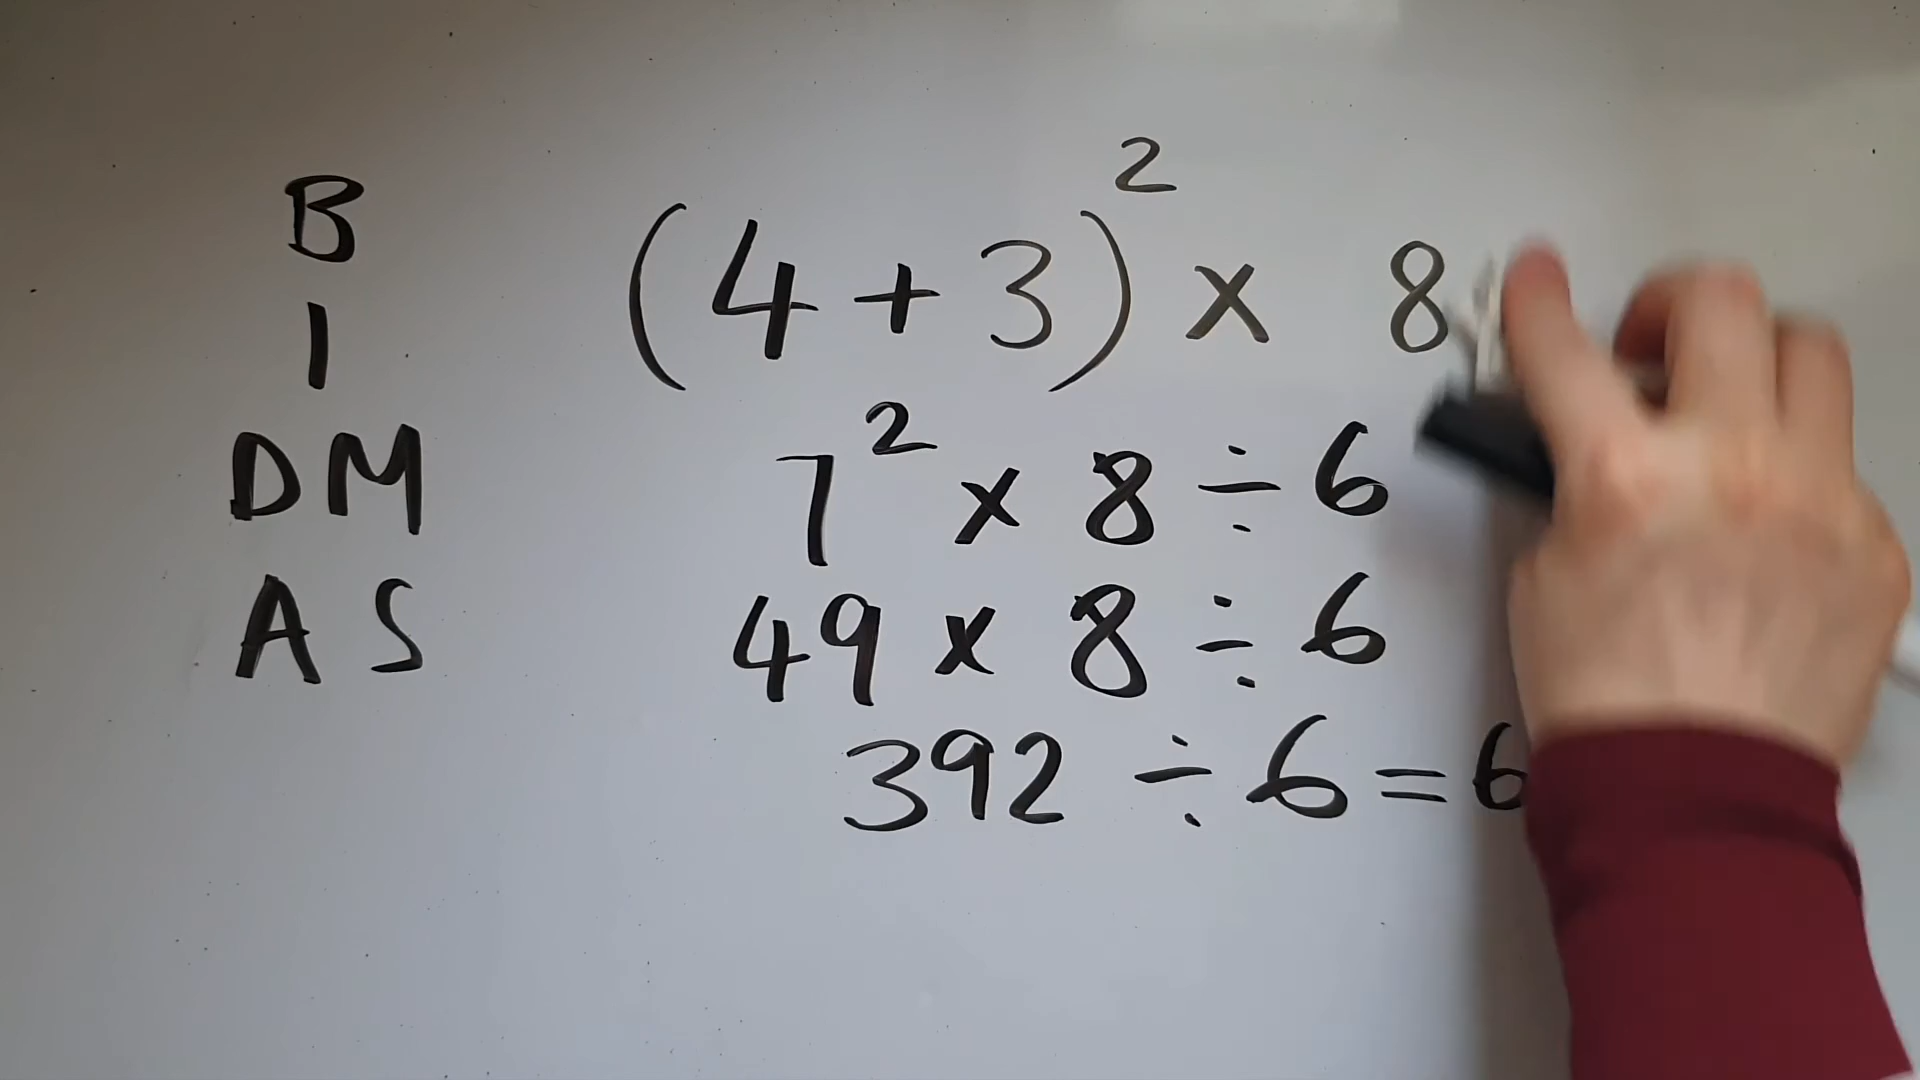 B
I
DM
AS
(4+3)² × 8
7² × 8 ÷ 6
49 × 8 ÷ 6
392 ÷ 6 = 6